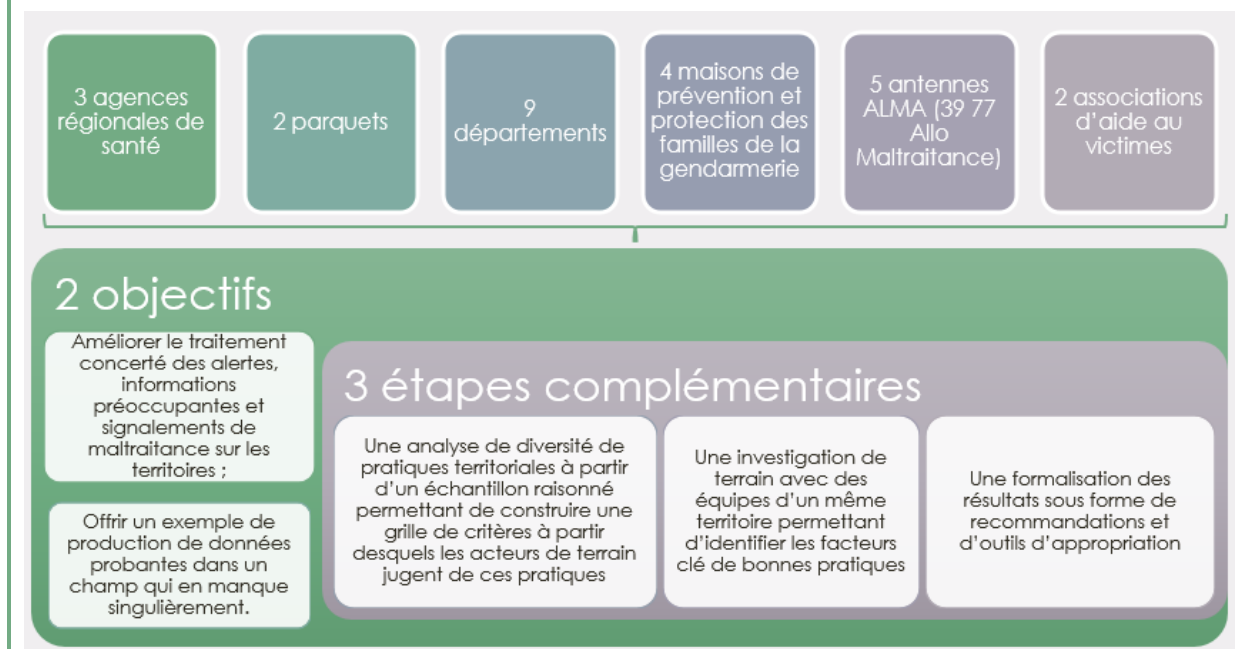 3 agences
régionales de
santé
2 parquets
9
départements
4 maisons de
prévention et
protection des
familles de la
gendarmerie
5 antennes
ALMA (39 77
Allo
Maltraitance)
2 associations
d'aide au
victimes
2 objectifs
Améliorer le traitement
concerté des alertes,
informations
préoccupantes et
signalements de
maltraitance sur les
territoires ;
Offrir un exemple de
production de données
probantes dans un
champ qui en manque
singulièrement.
3 étapes complémentaires
Une analyse de diversité de
pratiques territoriales à partir
d'un échantillon raisonné
permettant de construire une
grille de critères à partir
desquels les acteurs de terrain
jugent de ces pratiques
Une investigation de
terrain avec des
équipes d'un même
territoire permettant
d'identifier les facteurs
clé de bonnes pratiques
Une formalisation des
résultats sous forme de
recommandations et
d'outils d'appropriation